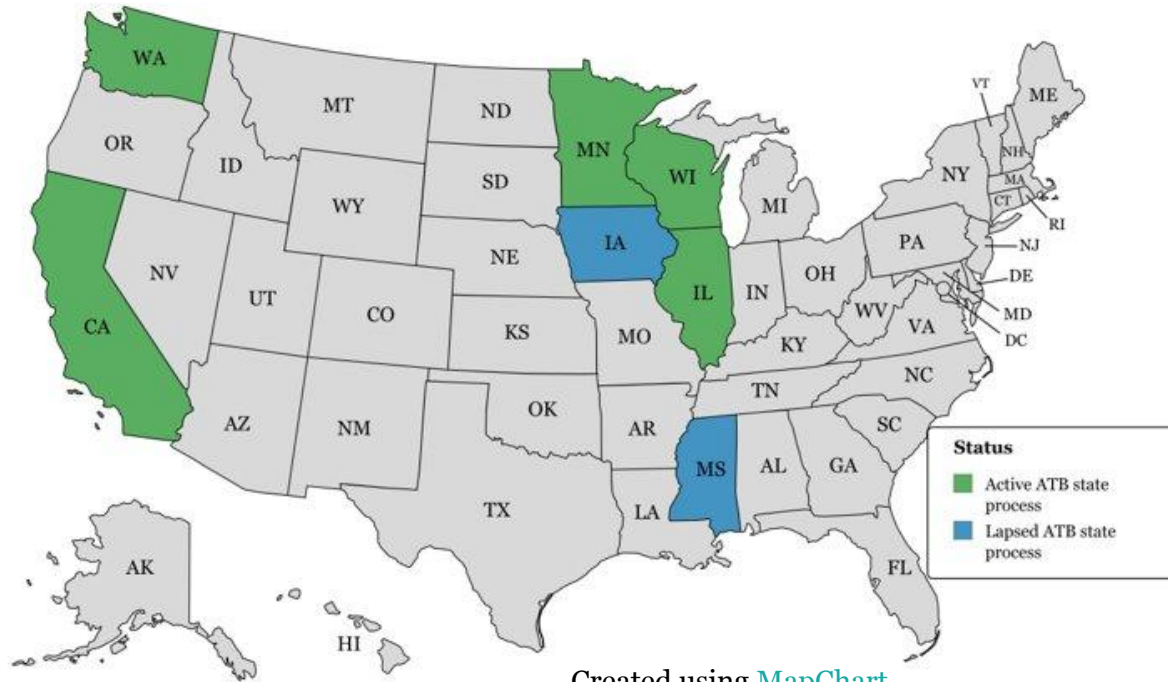 WA
MT
ND
MN
OR
ID
SD
WI
WY
MI
NY
VT
ME
NH
MA
CT
RI
NJ
PA
DE
MD
DC
NV
UT
CO
NE
IA
IL
IN
OH
WV
VA
CA
KS
MO
KY
NC
TN
AZ
NM
OK
AR
SC
MS
AL
GA
TX
LA
FL
AK
HI
Status
Active ATB state
process
Lapsed ATB state
process
Created using MapChart